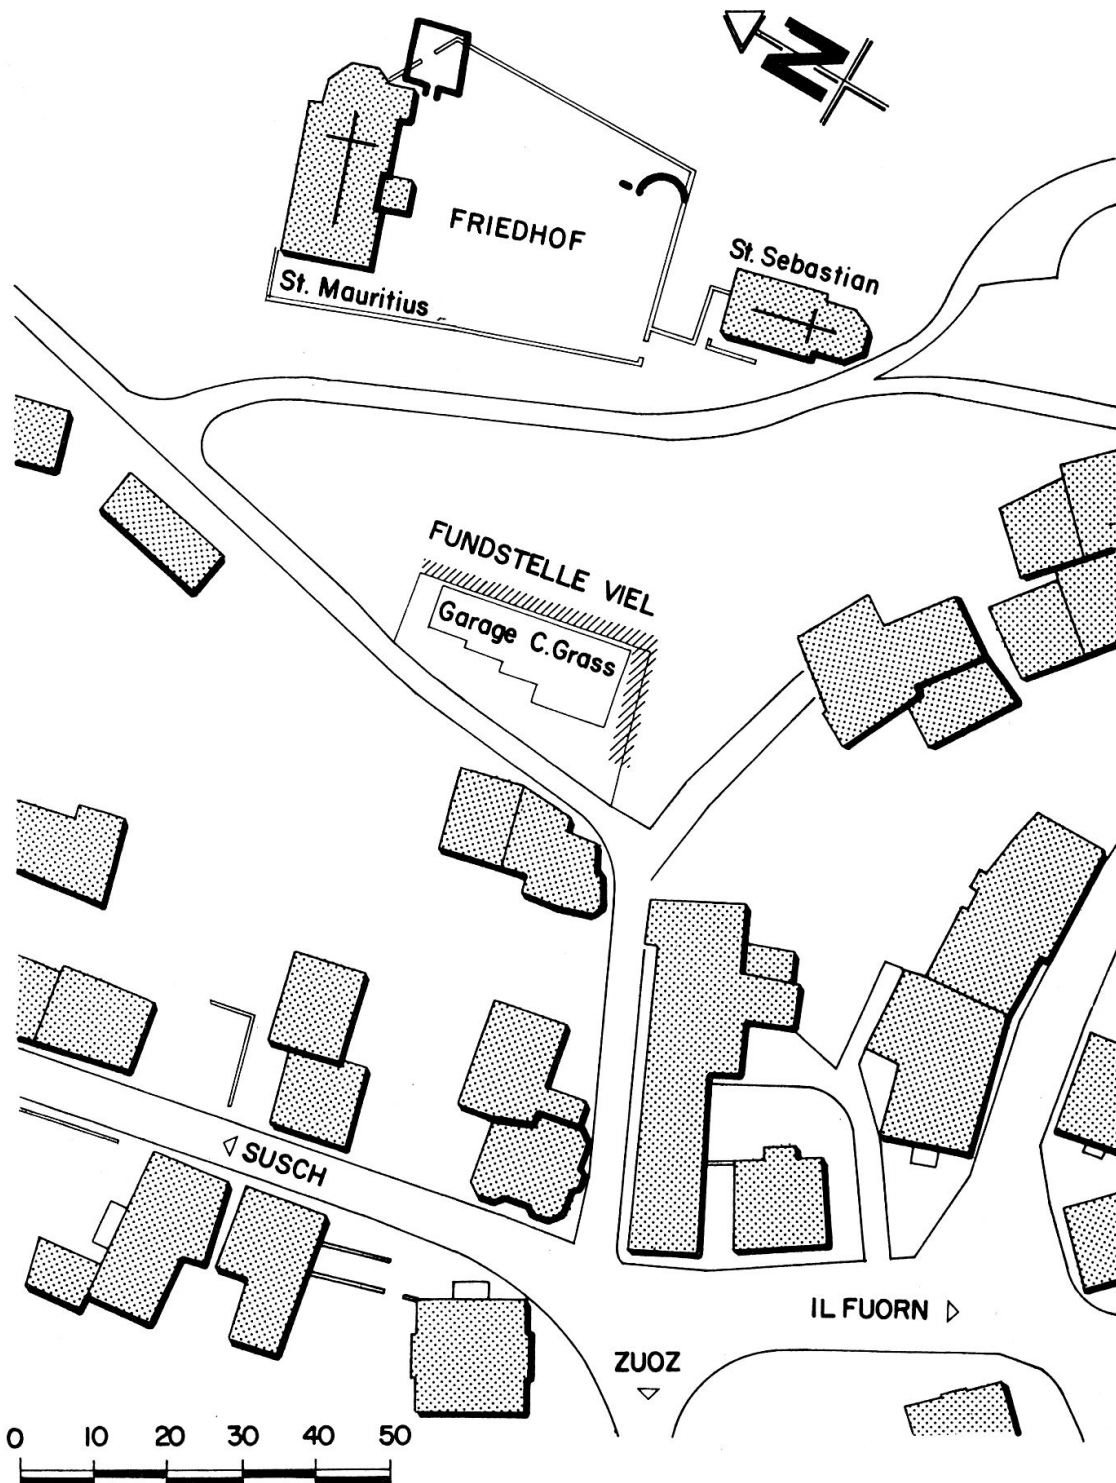 N
FRIEDHOF
St. Sebastian
St. Mauritius
FUNDSTELLE VIEL
Garage C. Grass
SUSCH
IL FUORN
ZUOZ
0 10 20 30 40 50